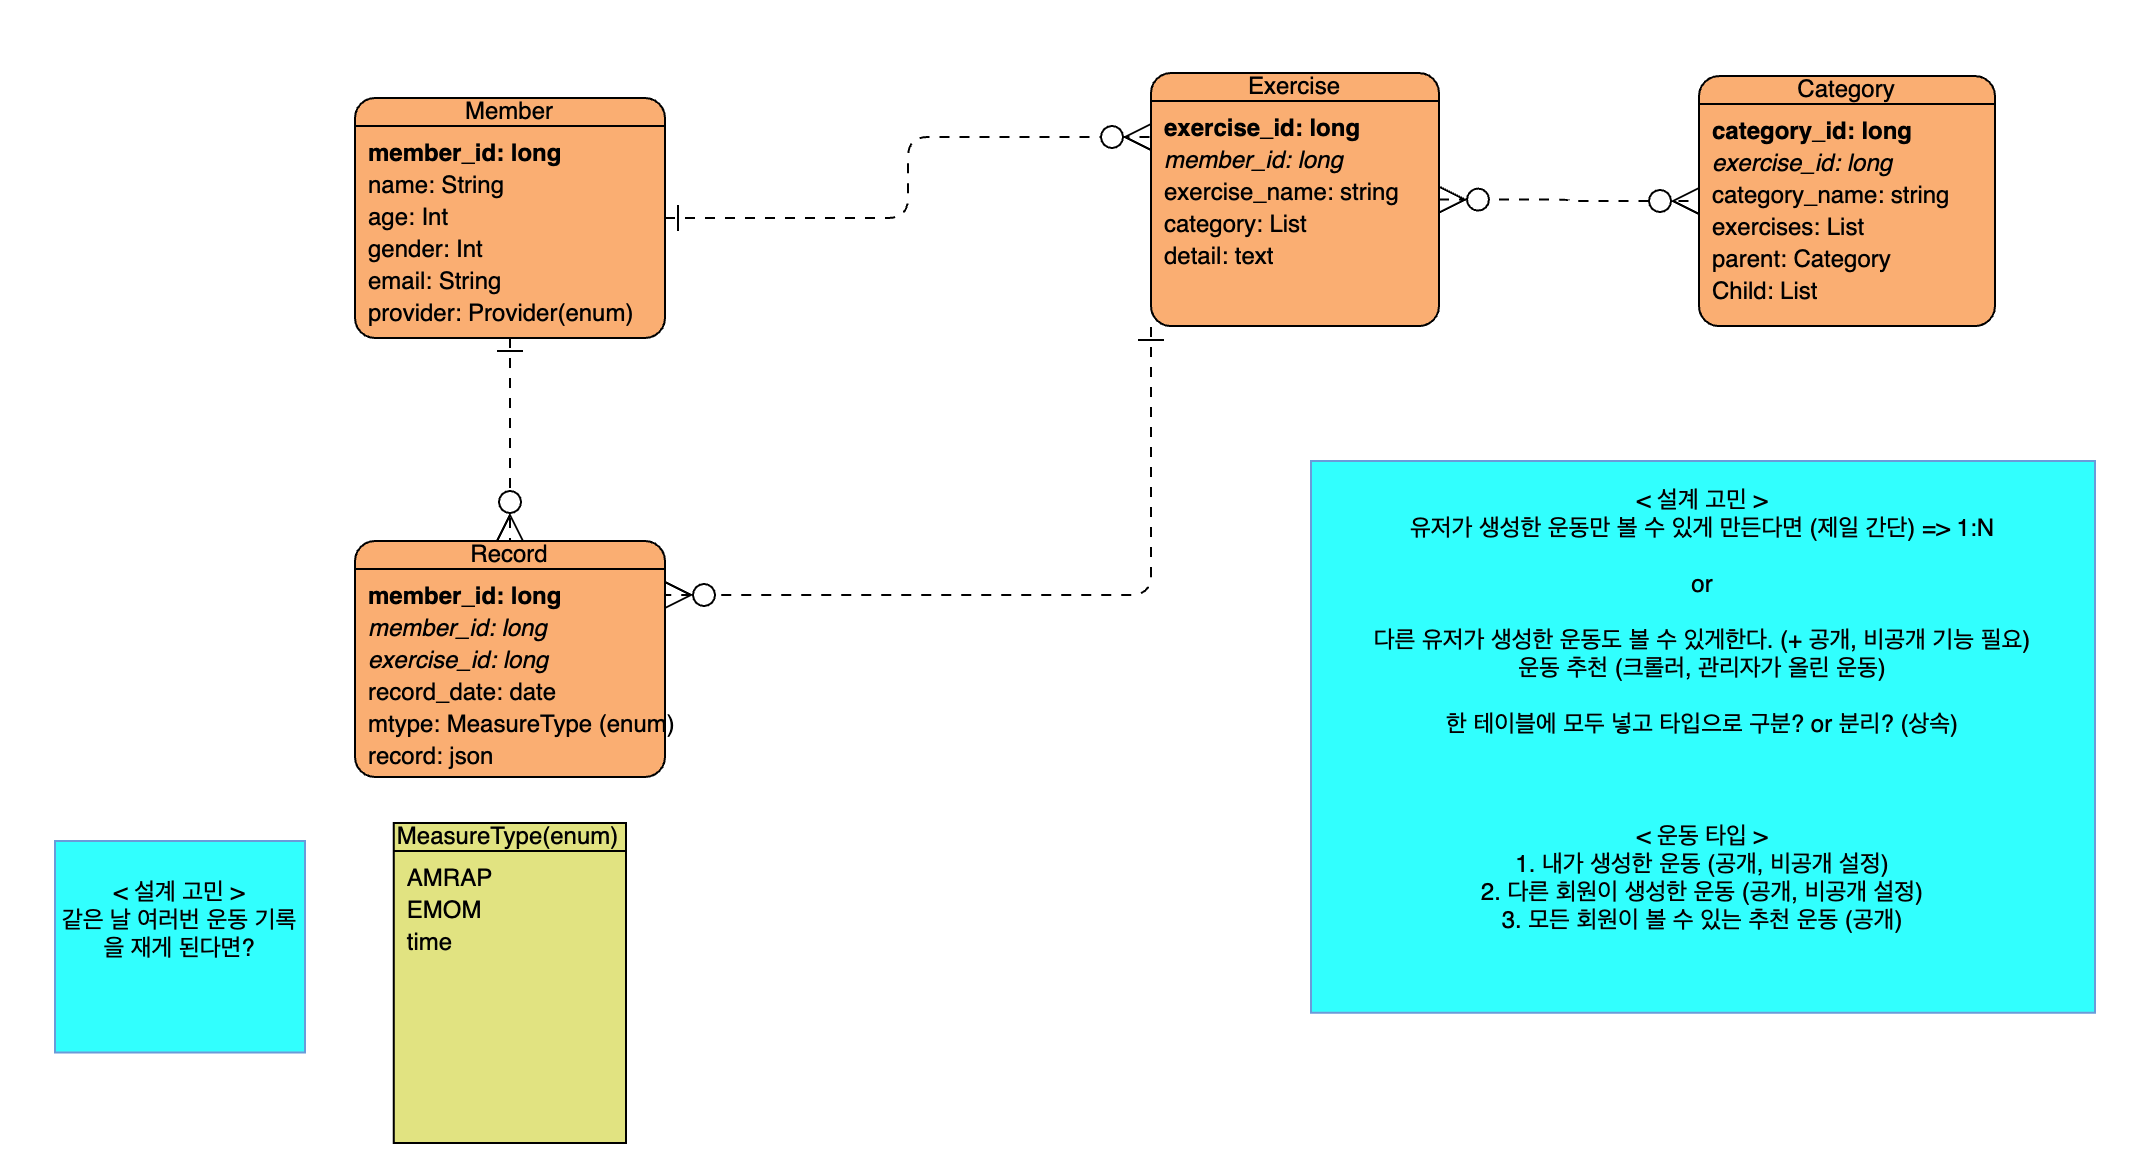 Member
member_id: long
name: String
age: Int
gender: Int
email: String
provider: Provider(enum)
Exercise
exercise_id: long
member_id: long
exercise_name: string
category: List
detail: text
Category
category_id: long
exercise_id: long
category_name: string
exercises: List
parent: Category
Child: List
Record
member_id: long
member_id: long
exercise_id: long
record_date: date
mtype: MeasureType (enum)
record: json
< 설계 고민 >
유저가 생성한 운동만 볼 수 있게 만든다면 (제일 간단) => 1:N
or
다른 유저가 생성한 운동도 볼 수 있게한다. (+ 공개, 비공개 기능 필요)
운동 추천 (크롤러, 관리자가 올린 운동)
한 테이블에 모두 넣고 타입으로 구분? or 분리? (상속)
< 운동 타입 >
1. 내가 생성한 운동 (공개, 비공개 설정)
2. 다른 회원이 생성한 운동 (공개, 비공개 설정)
3. 모든 회원이 볼 수 있는 추천 운동 (공개)
< 설계 고민 >
같은 날 여러번 운동 기록
을 재게 된다면?
MeasureType(enum)
AMRAP
EMOM
time